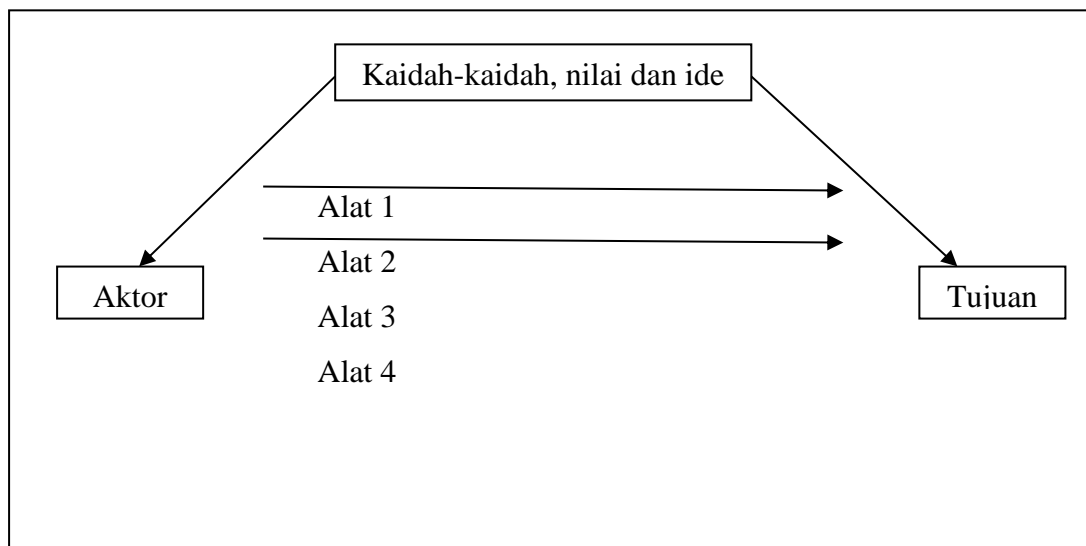 Kaidah-kaidah, nilai dan ide
Alat 1
Alat 2
Aktor
Tujuan
Alat 3
Alat 4